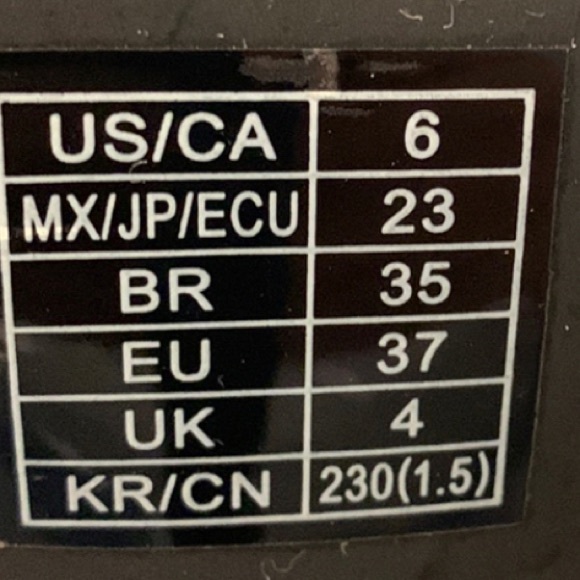 US/CA 6
MX/JP/ECU 23
BR 35
EU 37
UK 4
KR/CN 230(1.5)